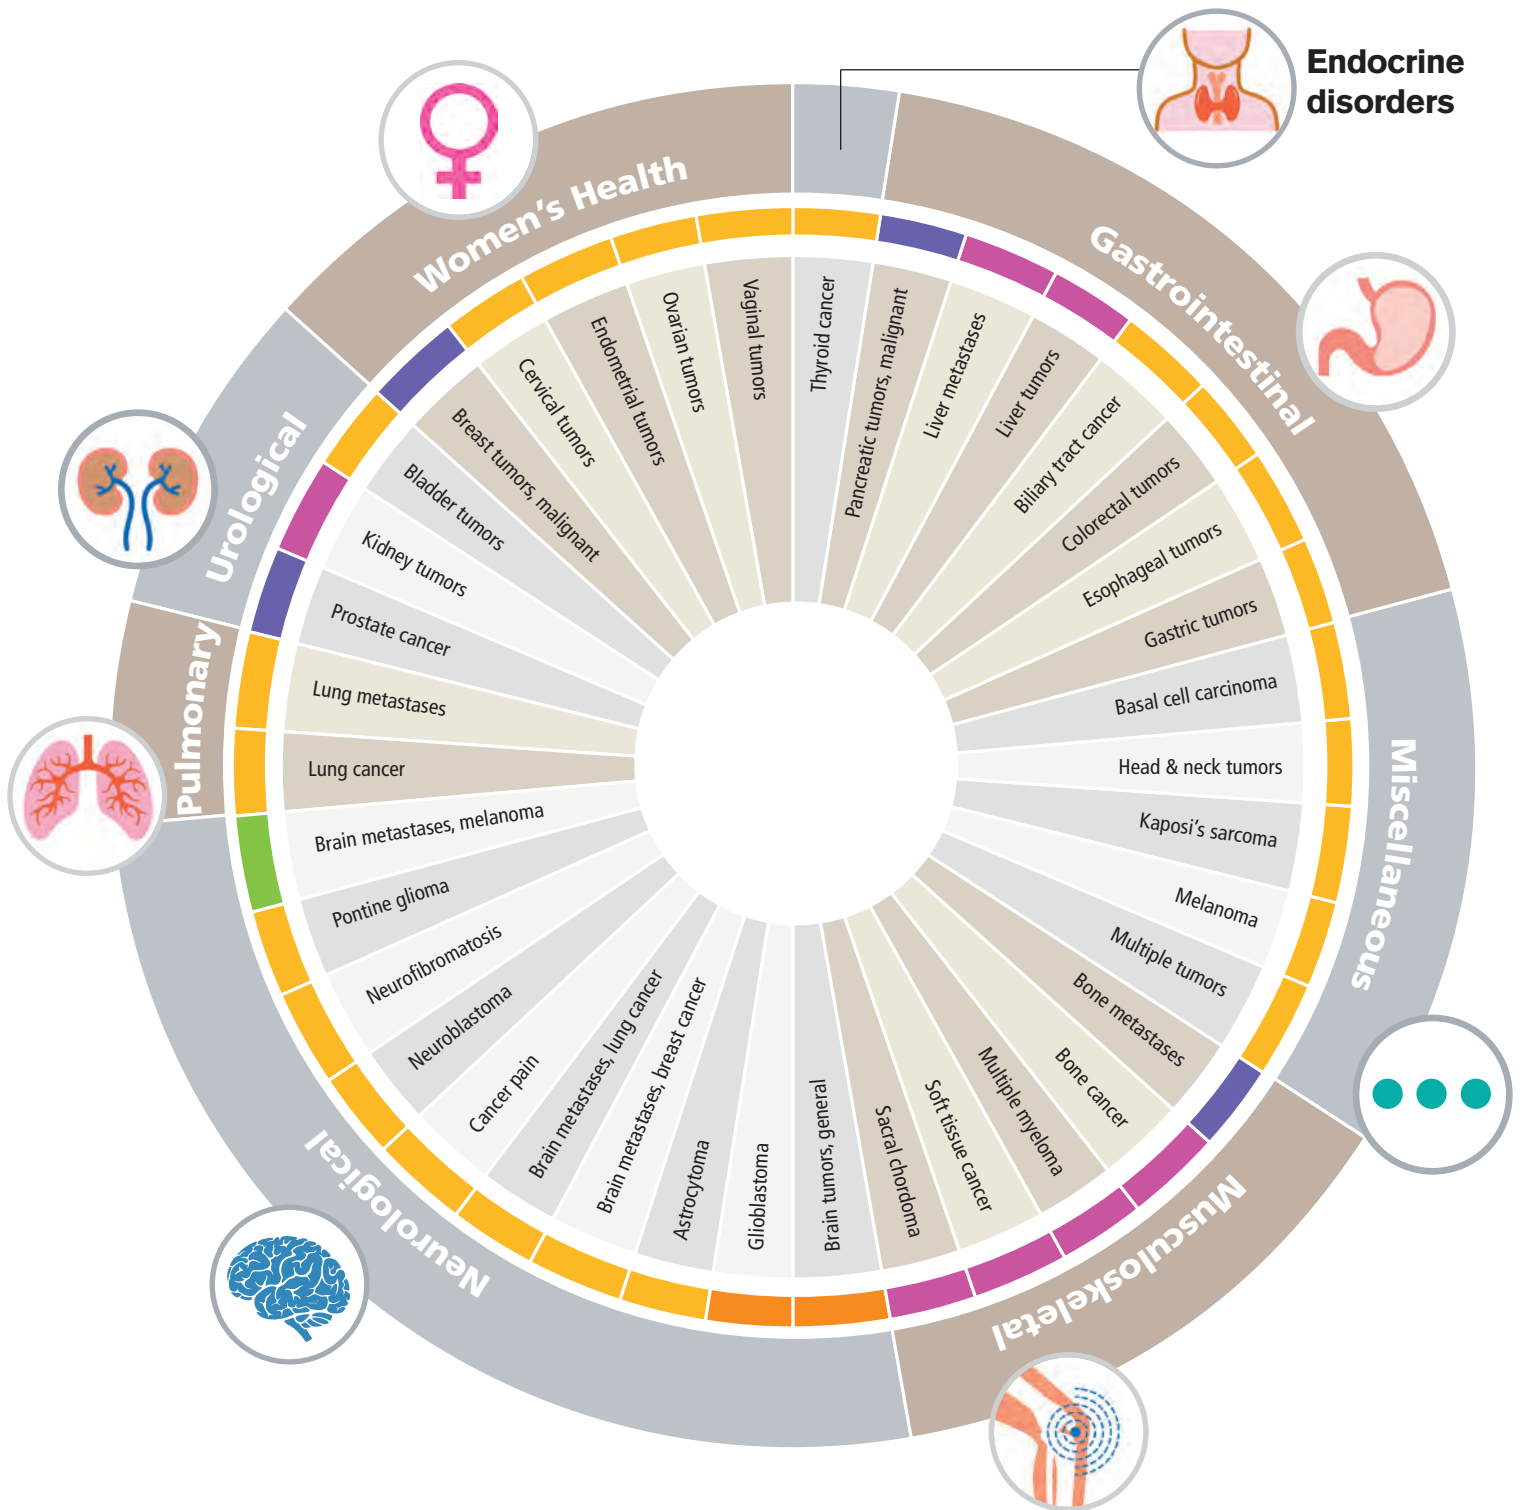 Endocrine
disorders
Gastrointestinal
Miscellaneous
Musculoskeletal
Neurological
Pulmonary
Urological
Women's Health
Thyroid cancer
Pancreatic tumors, malignant
Liver metastases
Liver tumors
Biliary tract cancer
Colorectal tumors
Esophageal tumors
Gastric tumors
Basal cell carcinoma
Head & neck tumors
Kaposi's sarcoma
Melanoma
Multiple tumors
Bone metastases
Bone cancer
Multiple myeloma
Soft tissue cancer
Sacral chordoma
Brain tumors, general
Glioblastoma
Astrocytoma
Brain metastases, breast cancer
Brain metastases, lung cancer
Cancer pain
Neuroblastoma
Neurofibromatosis
Pontine glioma
Brain metastases, melanoma
Lung cancer
Lung metastases
Prostate cancer
Kidney tumors
Bladder tumors
Breast tumors, malignant
Cervical tumors
Endometrial tumors
Ovarian tumors
Vaginal tumors